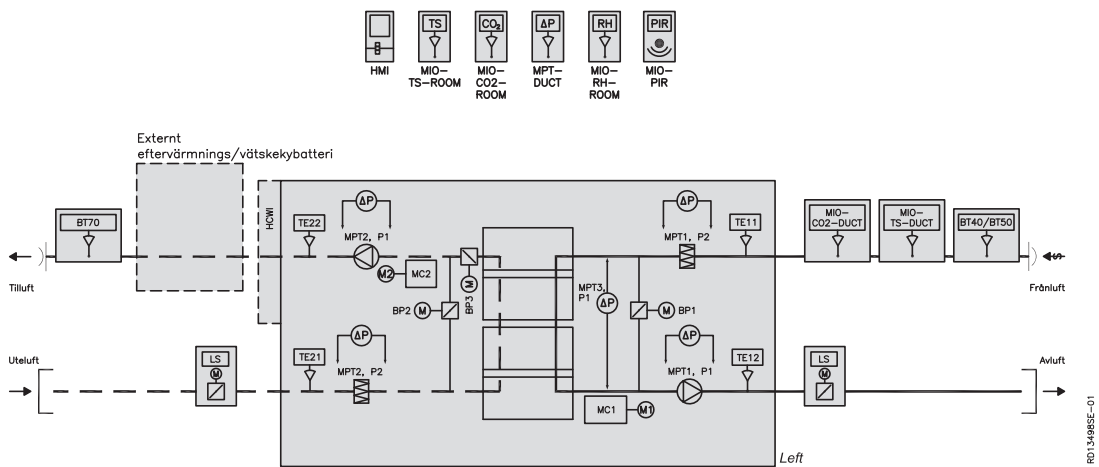 TS
CO₂
ΔP
RH
PIR
HMI
MIO-
TS-ROOM
MIO-
CO2-
ROOM
MPT-
DUCT
MIO-
RH-
ROOM
MIO-
PIR
Externt
eftervärmnings/vätskekybatteri
BT70
HCWI
TE22
ΔP
MPT2, P1
M2
MC2
BP3
M
BP2
M
ΔP
MPT1, P2
TE11
MIO-
CO2-DUCT
MIO-
TS-DUCT
BT40/BT50
Tilluft
Frånluft
MPT3,
P1
ΔP
M
BP1
Uteluft
LS
M
TE21
ΔP
MPT2, P2
ΔP
MPT1, P1
TE12
LS
M
Avluft
MC1
M1
Left
RD13498SE-01